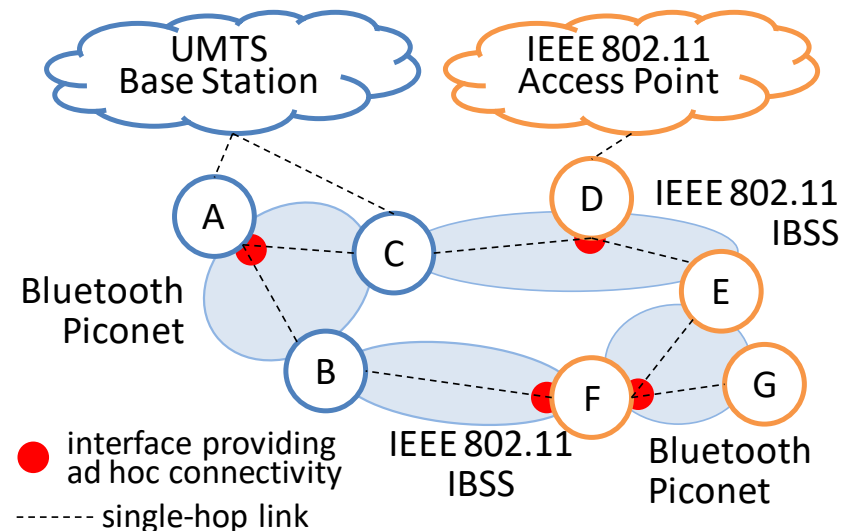 UMTS
Base Station
IEEE 802.11
Access Point
A
C
D
IEEE 802.11
IBSS
E
Bluetooth
Piconet
B
F
G
IEEE 802.11
IBSS
Bluetooth
Piconet
interface providing
ad hoc connectivity
single-hop link